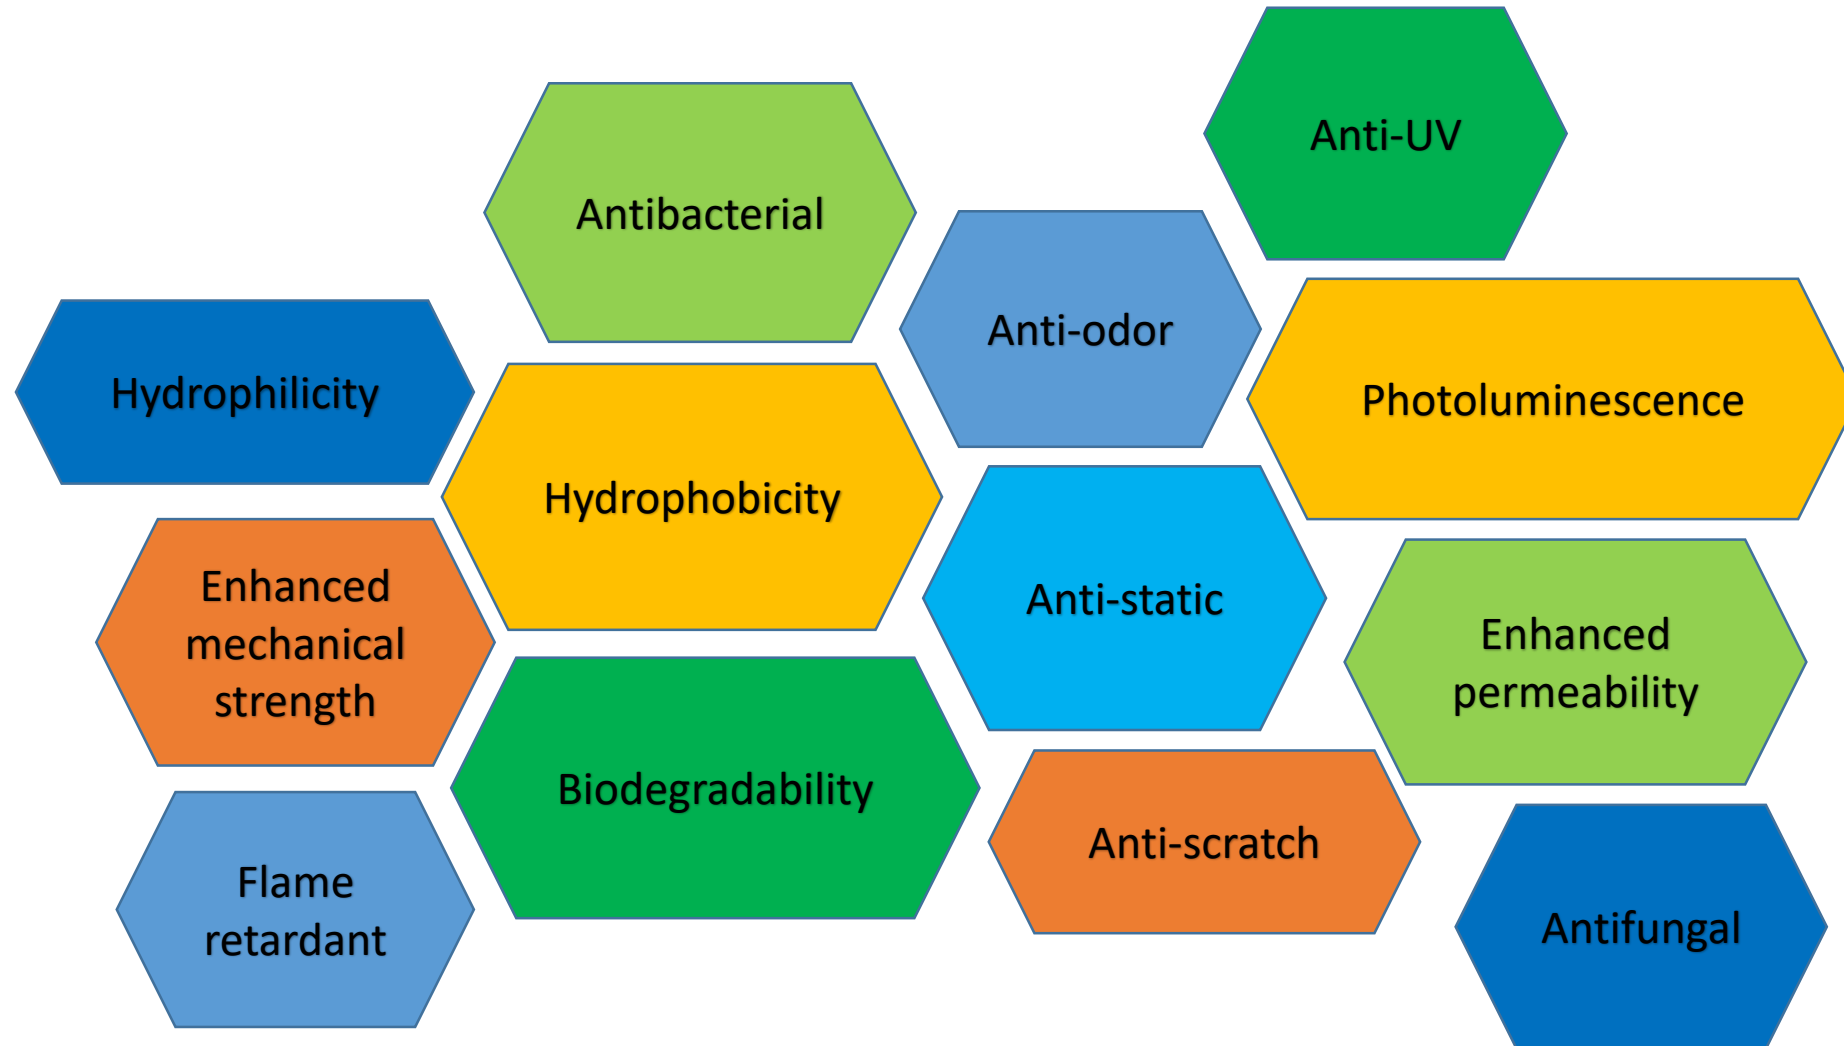 Anti-UV
Antibacterial
Anti-odor
Hydrophilicity
Photoluminescence
Hydrophobicity
Enhanced
mechanical
strength
Anti-static
Enhanced
permeability
Biodegradability
Anti-scratch
Flame
retardant
Antifungal